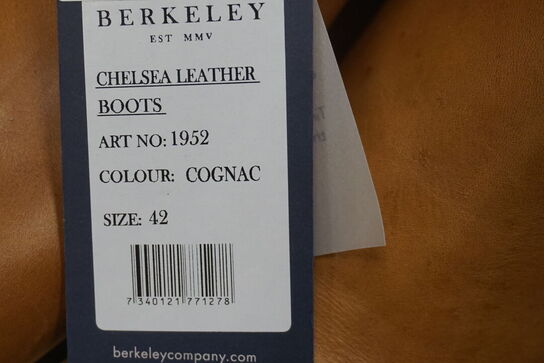 BERKELEY
EST MMV
CHELSEA LEATHER
BOOTS
ART NO: 1952
COLOUR: COGNAC
SIZE: 42
7 340121 771278
berkeleycompany.com